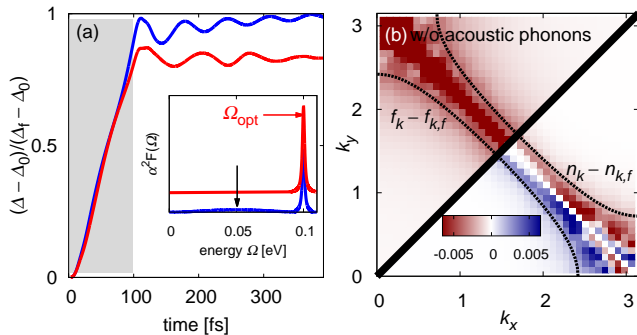 (a)
(Δ − Δ₀)/(Δf − Δ₀)
1
0.5
0
0
100
200
300
time [fs]
Ωopt
α²F(Ω)
0
0.05
0.1
energy Ω [eV]
(b)
w/o acoustic phonons
fk − fk,f
nk − nk,f
-0.005
0
0.005
ky
3
2
1
0
0
1
2
3
kx